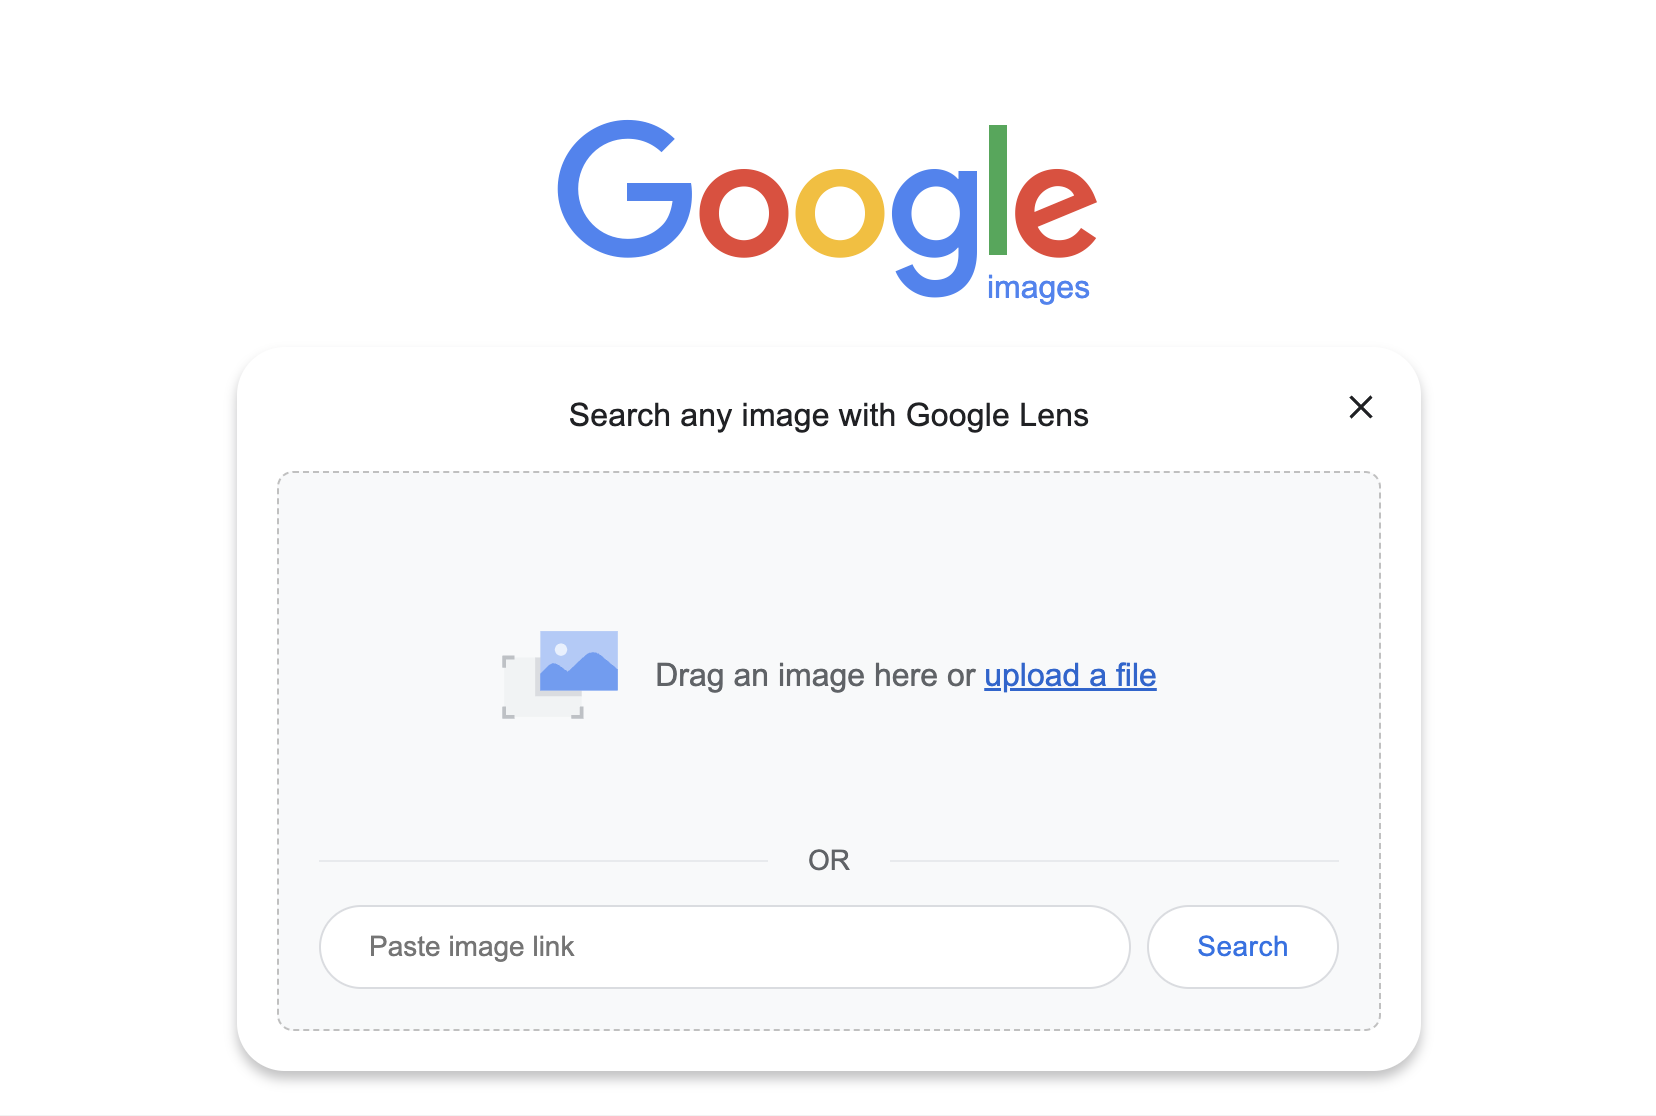 Google
images
Search any image with Google Lens
Drag an image here or upload a file
OR
Paste image link
Search